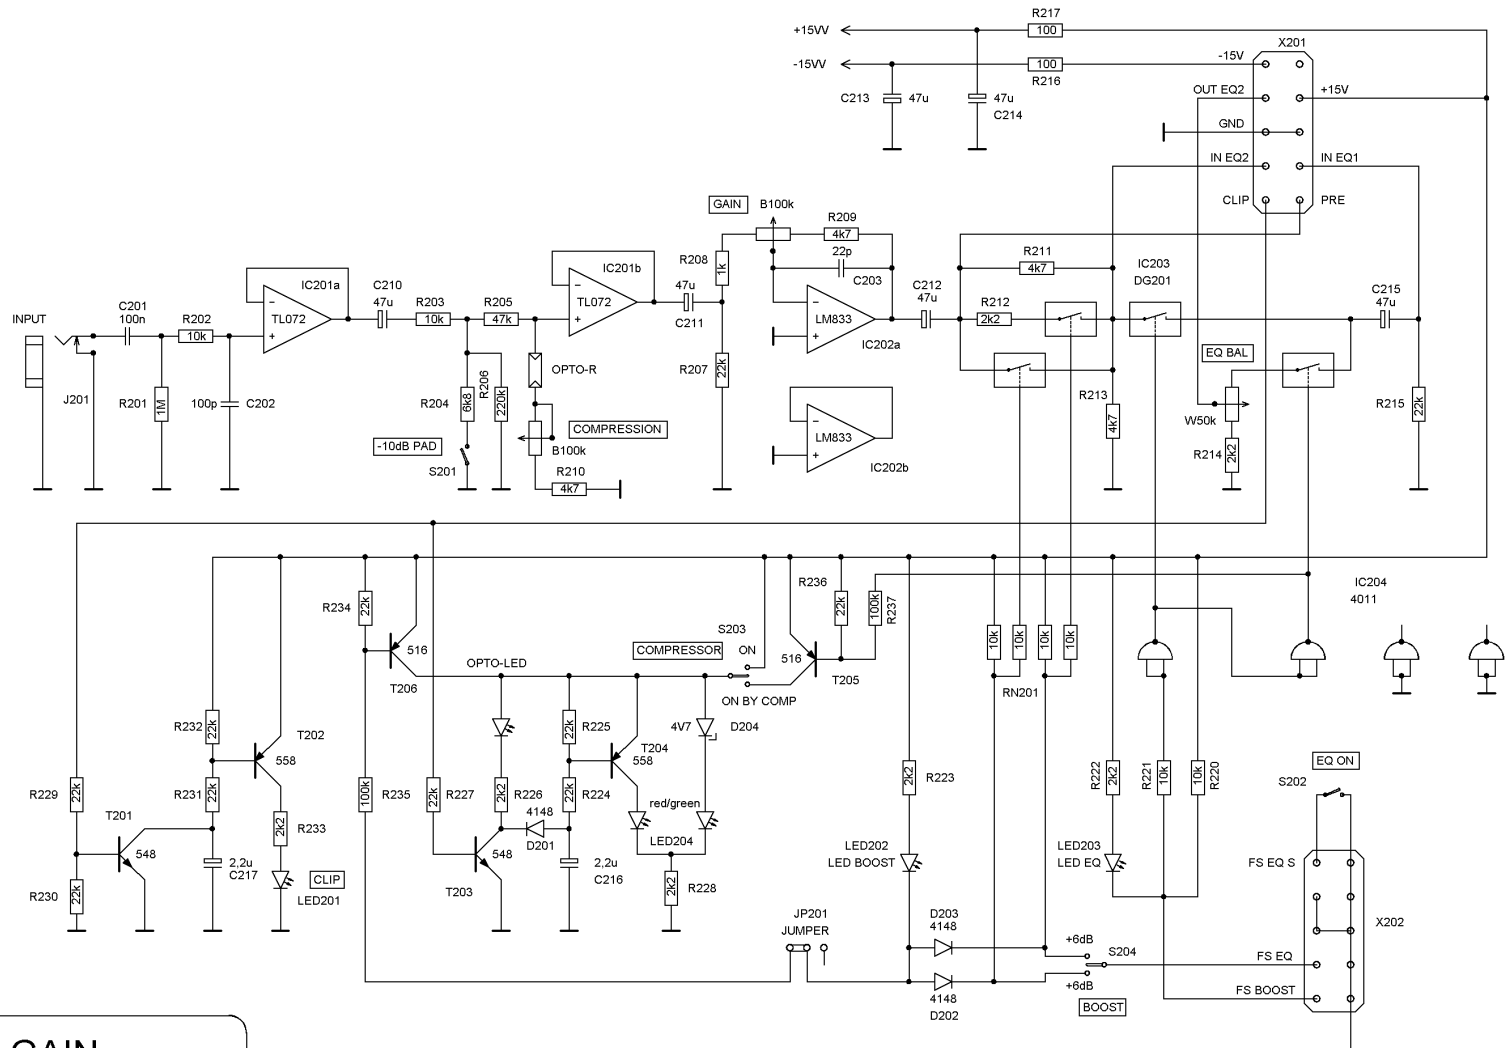 R217
+15VV
100
X201
-15V
-15VV
100
R216
OUT EQ2
+15V
C213
47u
47u
C214
GND
IN EQ2
IN EQ1
CLIP
PRE
GAIN
B100k
R209
4k7
22p
C203
R211
4k7
IC203
DG201
IC201a
IC201b
R208
1k
C210
47u
R203
10k
R205
47k
TL072
47u
C211
C212
47u
R212
2k2
C215
47u
INPUT
C201
100n
R202
10k
TL072
LM833
IC202a
EQ BAL
J201
R201
1M
100p
C202
R204
6k8
R206
220k
OPTO-R
R207
22k
R213
4k7
W50k
R215
22k
COMPRESSION
-10dB PAD
S201
B100k
R210
4k7
LM833
IC202b
R214
2k2
R234
22k
516
T206
OPTO-LED
S203
COMPRESSOR
ON
ON BY COMP
R236
22k
516
T205
100k
R237
10k
10k
10k
10k
RN201
IC204
4011
R232
22k
T202
558
R225
22k
T204
558
4V7
D204
R229
22k
R231
22k
100k
R235
22k
R227
2k2
R226
4148
D201
22k
R224
red/green
LED204
2k2
R223
R222
2k2
R221
10k
10k
R220
EQ ON
S202
T201
548
2k2
R233
LED202
LED BOOST
LED203
LED EQ
FS EQ S
R230
22k
2,2u
C217
CLIP
LED201
T203
548
2,2u
C216
2k2
R228
JP201
JUMPER
D203
4148
+6dB
S204
FS EQ
X202
4148
D202
+6dB
BOOST
FS BOOST
GAIN